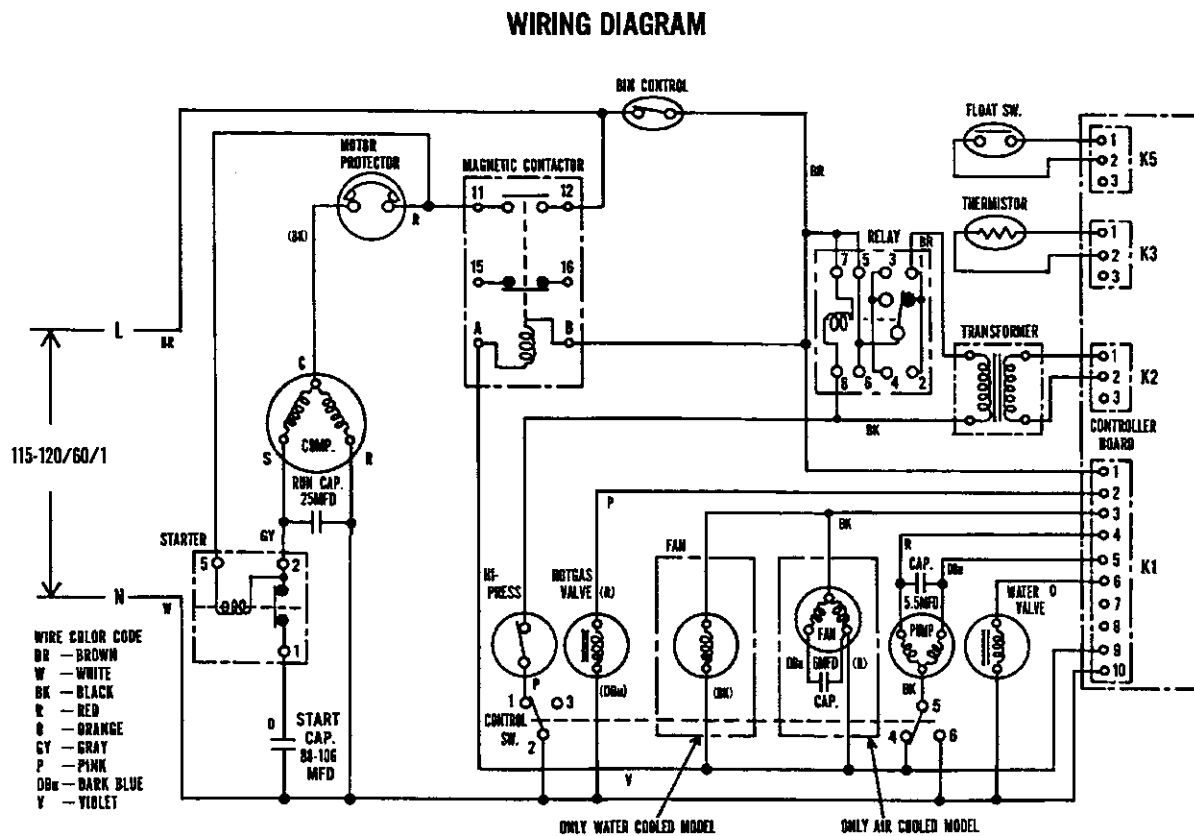 WIRING DIAGRAM
BIN CONTROL
FLOAT SW.
MOTOR PROTECTOR
MAGNETIC CONTACTOR
1
2
3
K5
11
12
R
BR
(BK)
THERMISTOR
RELAY
BR
1
2
3
K3
7
5
3
1
15
16
L
BR
A
B
TRANSFORMER
C
8
6
4
2
1
2
3
K2
115-120/60/1
COMP.
S
R
BK
CONTROLLER BOARD
RUN CAP.
25MFD
GY
P
BK
1
2
3
4
5
6
7
8
9
10
K1
STARTER
5
2
1
FAN
R
CAP.
5.5MFD
DBu
HI-PRESS
HOTGAS VALVE
(R)
WATER VALVE
O
N
W
FAN
PUMP
DBu
6MFD
(R)
CAP.
(DBu)
(BK)
BK
P
1
3
CONTROL SW.
2
5
4
6
O
START CAP.
88-106 MFD
V
WIRE COLOR CODE
BR — BROWN
W — WHITE
BK — BLACK
R — RED
O — ORANGE
GY — GRAY
P — PINK
DBu — DARK BLUE
V — VIOLET
ONLY WATER COOLED MODEL
ONLY AIR COOLED MODEL